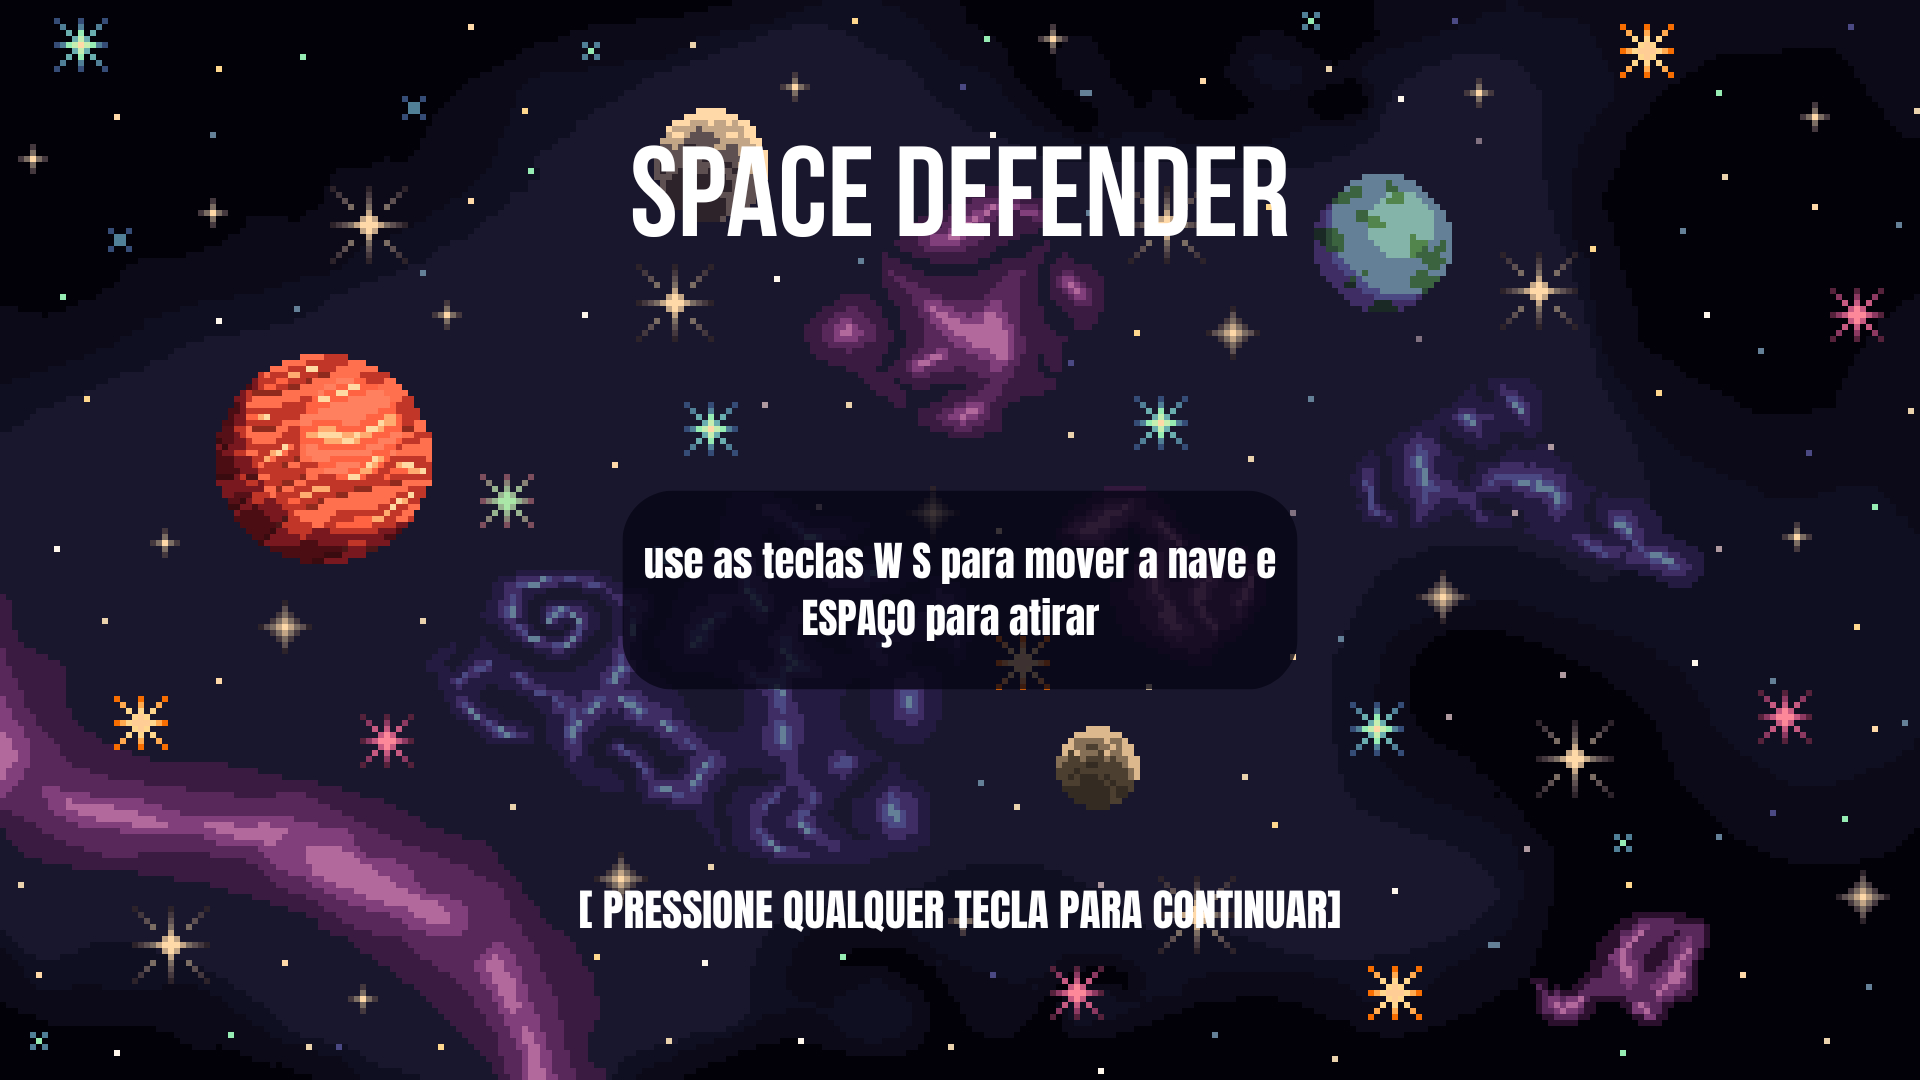 SPACE DEFENDER
use as teclas W S para mover a nave e
ESPAÇO para atirar
[ PRESSIONE QUALQUER TECLA PARA CONTINUAR]